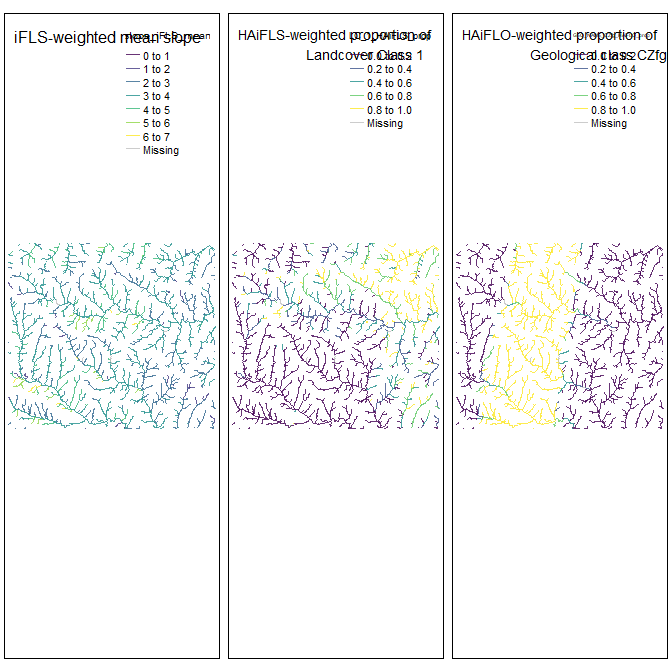 iFLS-weighted mean slope
0 to 1
1 to 2
2 to 3
3 to 4
4 to 5
5 to 6
6 to 7
Missing
HAiFLS-weighted proportion of
Landcover Class 1
0.2 to 0.4
0.4 to 0.6
0.6 to 0.8
0.8 to 1.0
Missing
HAiFLO-weighted proportion of
Geological class CZfg
0.2 to 0.4
0.4 to 0.6
0.6 to 0.8
0.8 to 1.0
Missing